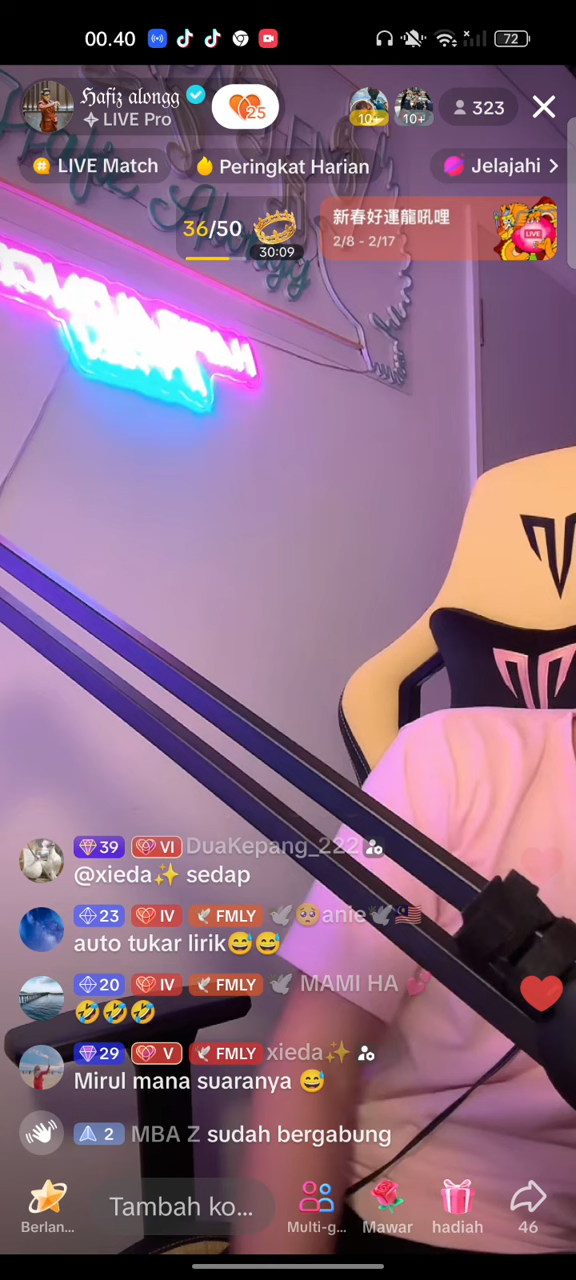 00.40
72
Hafiz alongg
LIVE Pro
25
10+
10+
323
LIVE Match
Peringkat Harian
Jelajahi
36/50
30:09
新春好運龍吼哩
2/8 - 2/17
LIVE
39 VI DuaKepang_222
@xieda✨ sedap
23 IV FMLY 🕊🥺anie🕊🇲🇾
auto tukar lirik😅😅
20 IV FMLY 🕊 MAMI HA 💕
🤣🤣🤣
29 V FMLY xieda✨
Mirul mana suaranya 😅
2 MBA Z sudah bergabung
Tambah ko...
Berlan...
Multi-g...
Mawar
hadiah
46